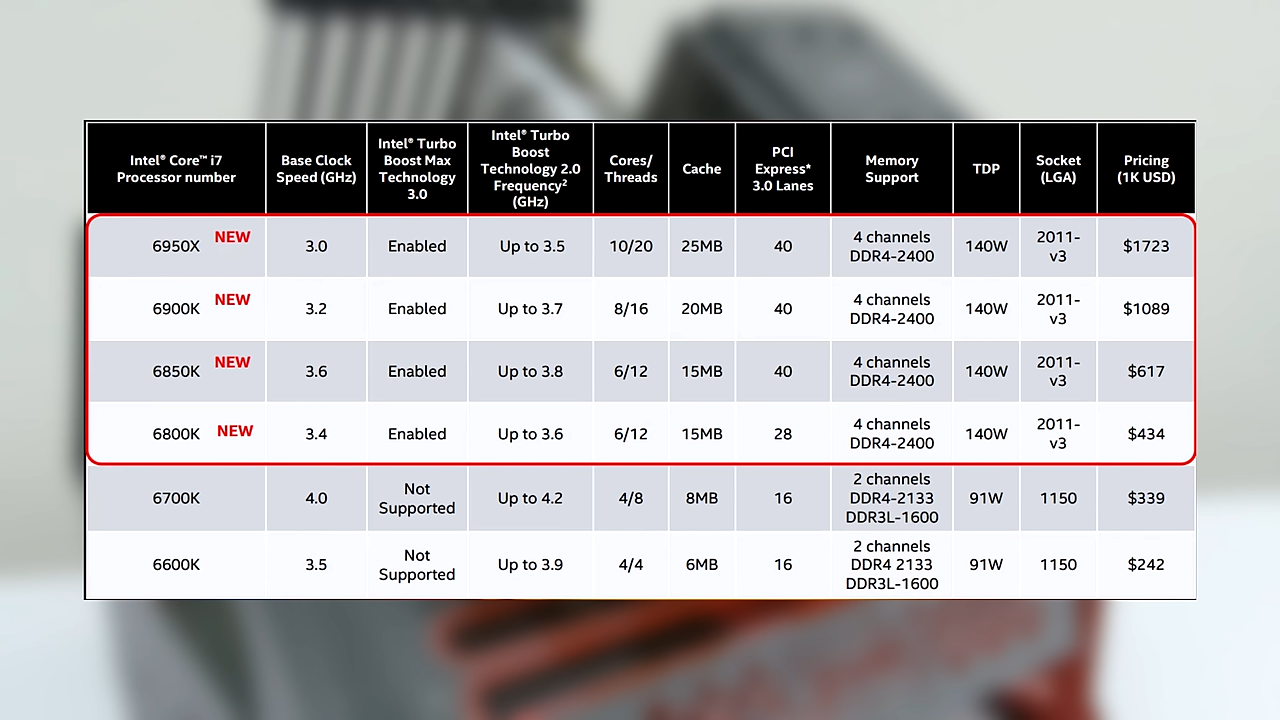 Intel® Core™ i7 Processor number | Base Clock Speed (GHz) | Intel® Turbo Boost Max Technology 3.0 | Intel® Turbo Boost Technology 2.0 Frequency² (GHz) | Cores/Threads | Cache | PCI Express* 3.0 Lanes | Memory Support | TDP | Socket (LGA) | Pricing (1K USD)
6950X NEW | 3.0 | Enabled | Up to 3.5 | 10/20 | 25MB | 40 | 4 channels DDR4-2400 | 140W | 2011-v3 | $1723
6900K NEW | 3.2 | Enabled | Up to 3.7 | 8/16 | 20MB | 40 | 4 channels DDR4-2400 | 140W | 2011-v3 | $1089
6850K NEW | 3.6 | Enabled | Up to 3.8 | 6/12 | 15MB | 40 | 4 channels DDR4-2400 | 140W | 2011-v3 | $617
6800K NEW | 3.4 | Enabled | Up to 3.6 | 6/12 | 15MB | 28 | 4 channels DDR4-2400 | 140W | 2011-v3 | $434
6700K | 4.0 | Not Supported | Up to 4.2 | 4/8 | 8MB | 16 | 2 channels DDR4-2133 DDR3L-1600 | 91W | 1150 | $339
6600K | 3.5 | Not Supported | Up to 3.9 | 4/4 | 6MB | 16 | 2 channels DDR4 2133 DDR3L-1600 | 91W | 1150 | $242